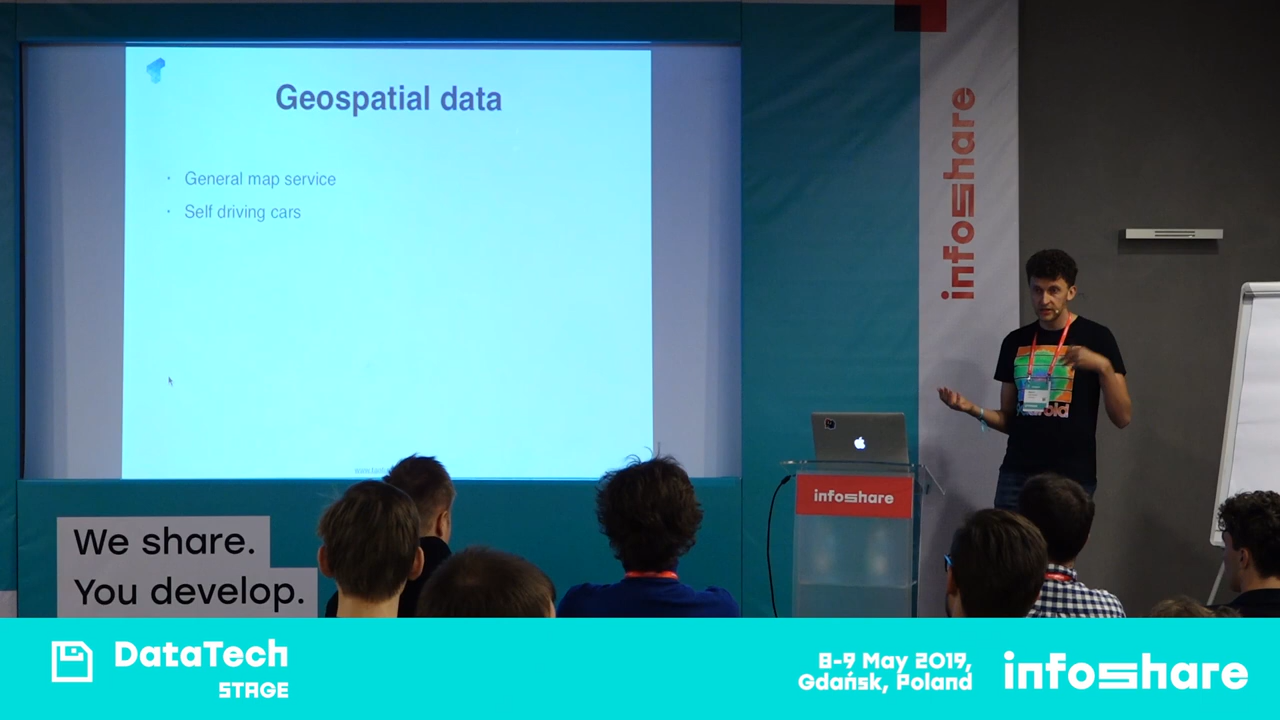 Geospatial data
· General map service
· Self driving cars
infoshare
infoshare
We share.
You develop.
DataTech
STAGE
8-9 May 2019,
Gdańsk, Poland
infoshare